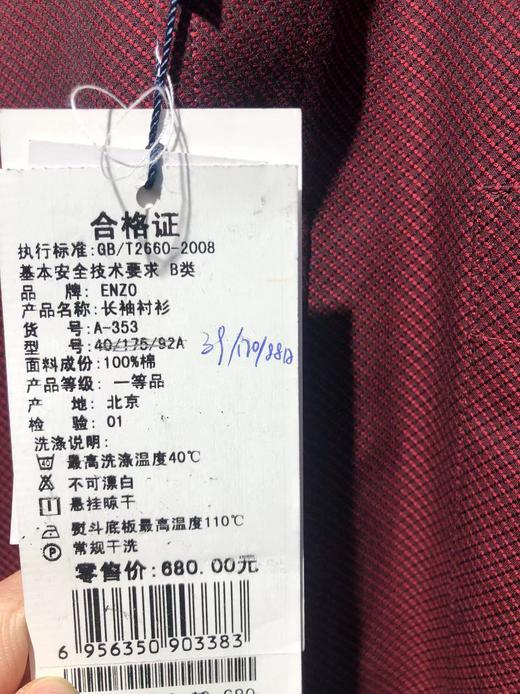 合格证
执行标准:GB/T2660-2008
基本安全技术要求 B类
品 牌: ENZO
产品名称:长袖衬衫
货 号:A-353
型 号:40/175/92A 39/170/88A
面料成份:100%棉
产品等级: 一等品
产 地: 北京
检 验: 01
洗涤说明:
最高洗涤温度40℃
不可漂白
悬挂晾干
熨斗底板最高温度110℃
P 常规干洗
零售价:680.00元
6 956350 903383